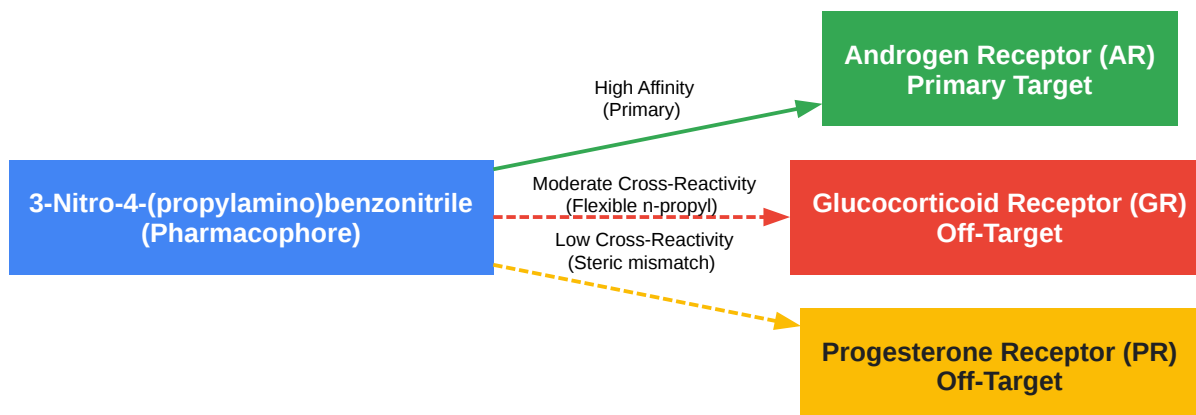 Androgen Receptor (AR)
Primary Target
High Affinity
(Primary)
3-Nitro-4-(propylamino)benzonitrile
(Pharmacophore)
Moderate Cross-Reactivity
(Flexible n-propyl)
Glucocorticoid Receptor (GR)
Off-Target
Low Cross-Reactivity
(Steric mismatch)
Progesterone Receptor (PR)
Off-Target